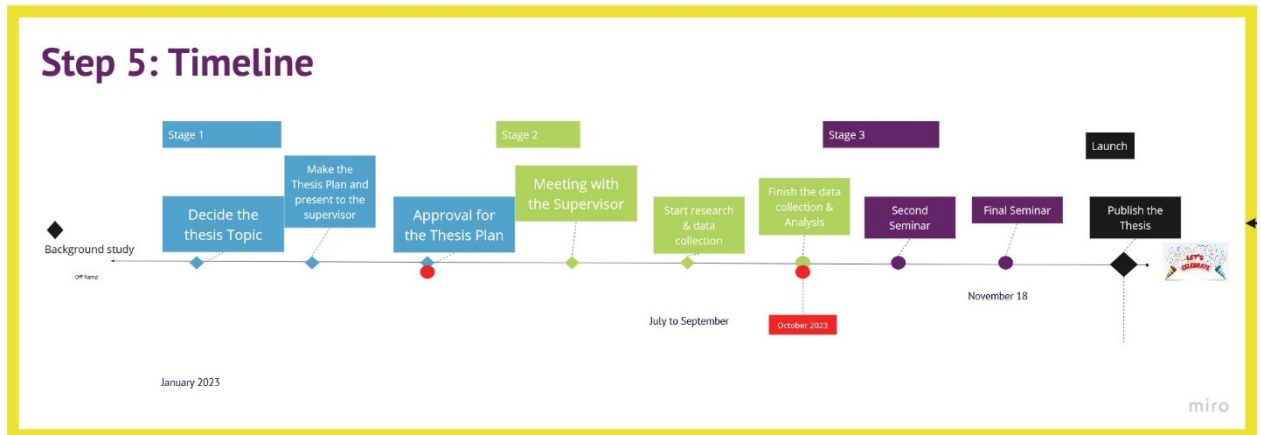 Step 5: Timeline
Stage 1
Stage 2
Stage 3
Launch
Make the
Thesis Plan and
present to the
supervisor
Decide the
thesis Topic
Approval for
the Thesis Plan
Meeting with
the Supervisor
Start research
& data
collection
Finish the data
collection &
Analysis
Second
Seminar
Final Seminar
Publish the
Thesis
Background study
Off Ramp
LET'S
CELEBRATE
November 18
July to September
October 2023
January 2023
miro